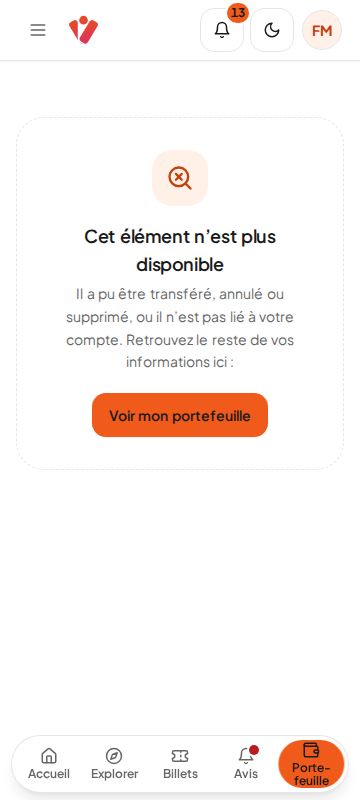 13
FM
Cet élément n’est plus
disponible
Il a pu être transféré, annulé ou
supprimé, ou il n’est pas lié à votre
compte. Retrouvez le reste de vos
informations ici :
Voir mon portefeuille
Accueil
Explorer
Billets
Avis
Porte-
feuille